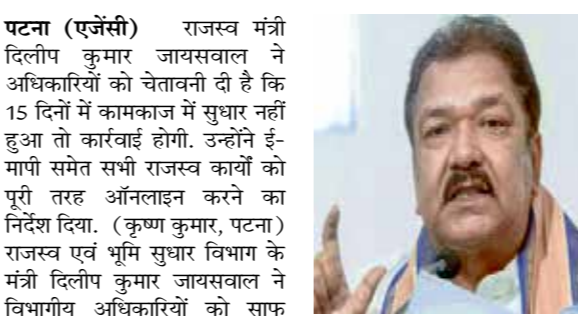 पटना (एजेंसी) राजस्व मंत्री
दिलीप कुमार जायसवाल ने
अधिकारियों को चेतावनी दी है कि
15 दिनों में कामकाज में सुधार नहीं
हुआ तो कार्रवाई होगी. उन्होंने ई-
मापी समेत सभी राजस्व कार्यों को
पूरी तरह ऑनलाइन करने का
निर्देश दिया. (कृष्ण कुमार, पटना)
राजस्व एवं भूमि सुधार विभाग के
मंत्री दिलीप कुमार जायसवाल ने
विभागीय अधिकारियों को साफ